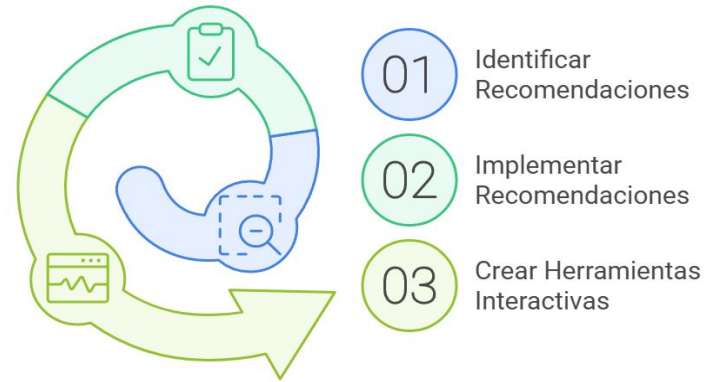 01
Identificar
Recomendaciones
02
Implementar
Recomendaciones
03
Crear Herramientas
Interactivas